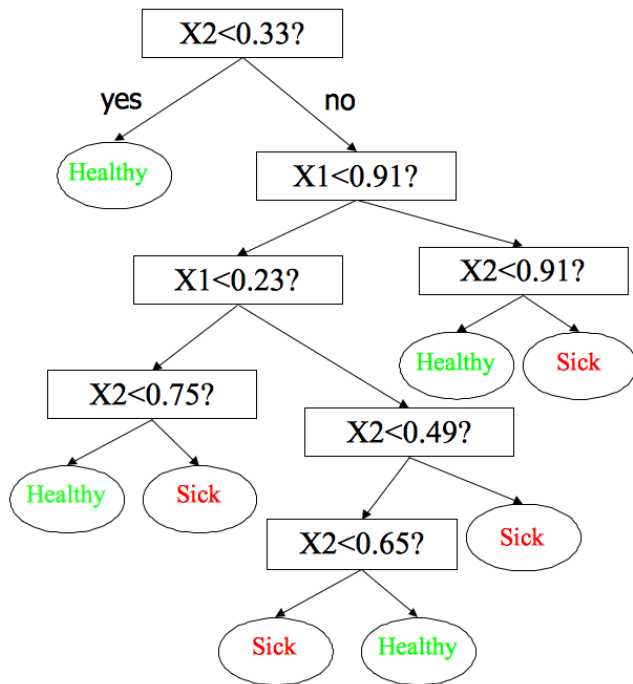 X2<0.33?
yes
no
Healthy
X1<0.91?
X1<0.23?
X2<0.91?
Healthy
Sick
X2<0.75?
X2<0.49?
Healthy
Sick
X2<0.65?
Sick
Sick
Healthy